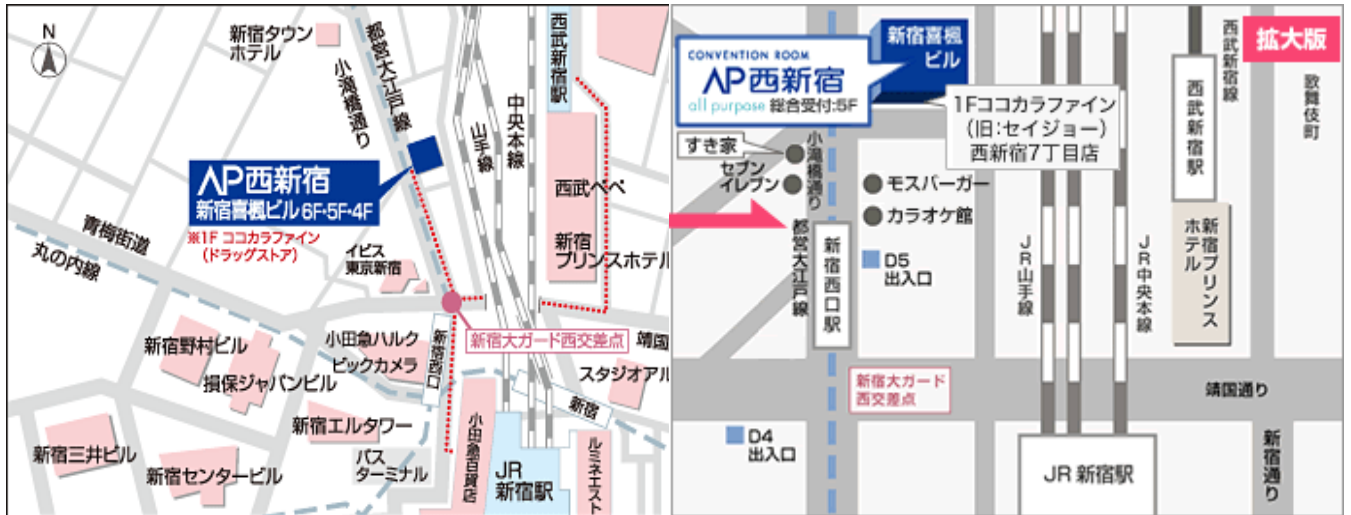 N
新宿タウン
ホテル
都営大江戸線
小滝橋通り
山手線
中央本線
西武新宿駅
AP西新宿
新宿喜楓ビル6F・5F・4F
※1F ココカラファイン
(ドラッグストア)
西武ペペ
新宿
プリンスホテル
青梅街道
丸の内線
イビス
東京新宿
新宿大ガード西交差点
靖国
新宿野村ビル
小田急ハルク
ビックカメラ
新宿西口
損保ジャパンビル
スタジオアル
新宿
新宿エルタワー
新宿三井ビル
新宿センタービル
バス
ターミナル
小田急百貨店
JR
新宿駅
ルミネエスト
CONVENTION ROOM
AP西新宿
all purpose 総合受付:5F
新宿喜楓
ビル
拡大版
西武新宿線
1Fココカラファイン
(旧:セイジョー)
西新宿7丁目店
西武新宿駅
歌舞伎町
すき家
小滝橋通り
セブン
イレブン
モスバーガー
カラオケ館
都営大江戸線
新宿西口駅
D5
出入口
JR山手線
JR中央本線
新宿プリンス
ホテル
新宿大ガード
西交差点
靖国通り
D4
出入口
JR 新宿駅
新宿通り